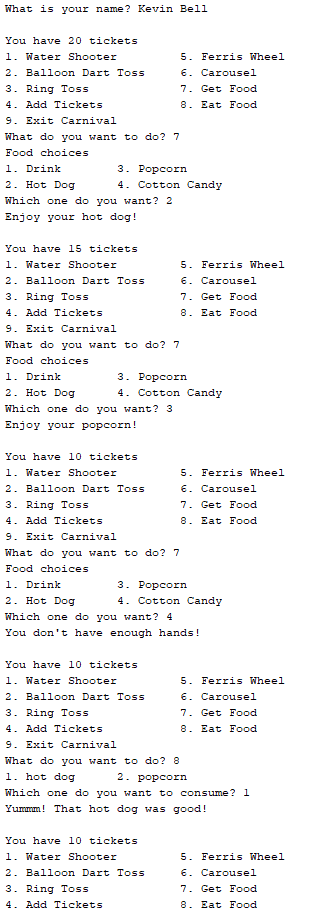 What is your name? Kevin Bell
You have 20 tickets
1. Water Shooter 5. Ferris Wheel
2. Balloon Dart Toss 6. Carousel
3. Ring Toss 7. Get Food
4. Add Tickets 8. Eat Food
9. Exit Carnival
What do you want to do? 7
Food choices
1. Drink 3. Popcorn
2. Hot Dog 4. Cotton Candy
Which one do you want? 2
Enjoy your hot dog!
You have 15 tickets
1. Water Shooter 5. Ferris Wheel
2. Balloon Dart Toss 6. Carousel
3. Ring Toss 7. Get Food
4. Add Tickets 8. Eat Food
9. Exit Carnival
What do you want to do? 7
Food choices
1. Drink 3. Popcorn
2. Hot Dog 4. Cotton Candy
Which one do you want? 3
Enjoy your popcorn!
You have 10 tickets
1. Water Shooter 5. Ferris Wheel
2. Balloon Dart Toss 6. Carousel
3. Ring Toss 7. Get Food
4. Add Tickets 8. Eat Food
9. Exit Carnival
What do you want to do? 7
Food choices
1. Drink 3. Popcorn
2. Hot Dog 4. Cotton Candy
Which one do you want? 4
You don't have enough hands!
You have 10 tickets
1. Water Shooter 5. Ferris Wheel
2. Balloon Dart Toss 6. Carousel
3. Ring Toss 7. Get Food
4. Add Tickets 8. Eat Food
9. Exit Carnival
What do you want to do? 8
1. hot dog 2. popcorn
Which one do you want to consume? 1
Yummm! That hot dog was good!
You have 10 tickets
1. Water Shooter 5. Ferris Wheel
2. Balloon Dart Toss 6. Carousel
3. Ring Toss 7. Get Food
4. Add Tickets 8. Eat Food